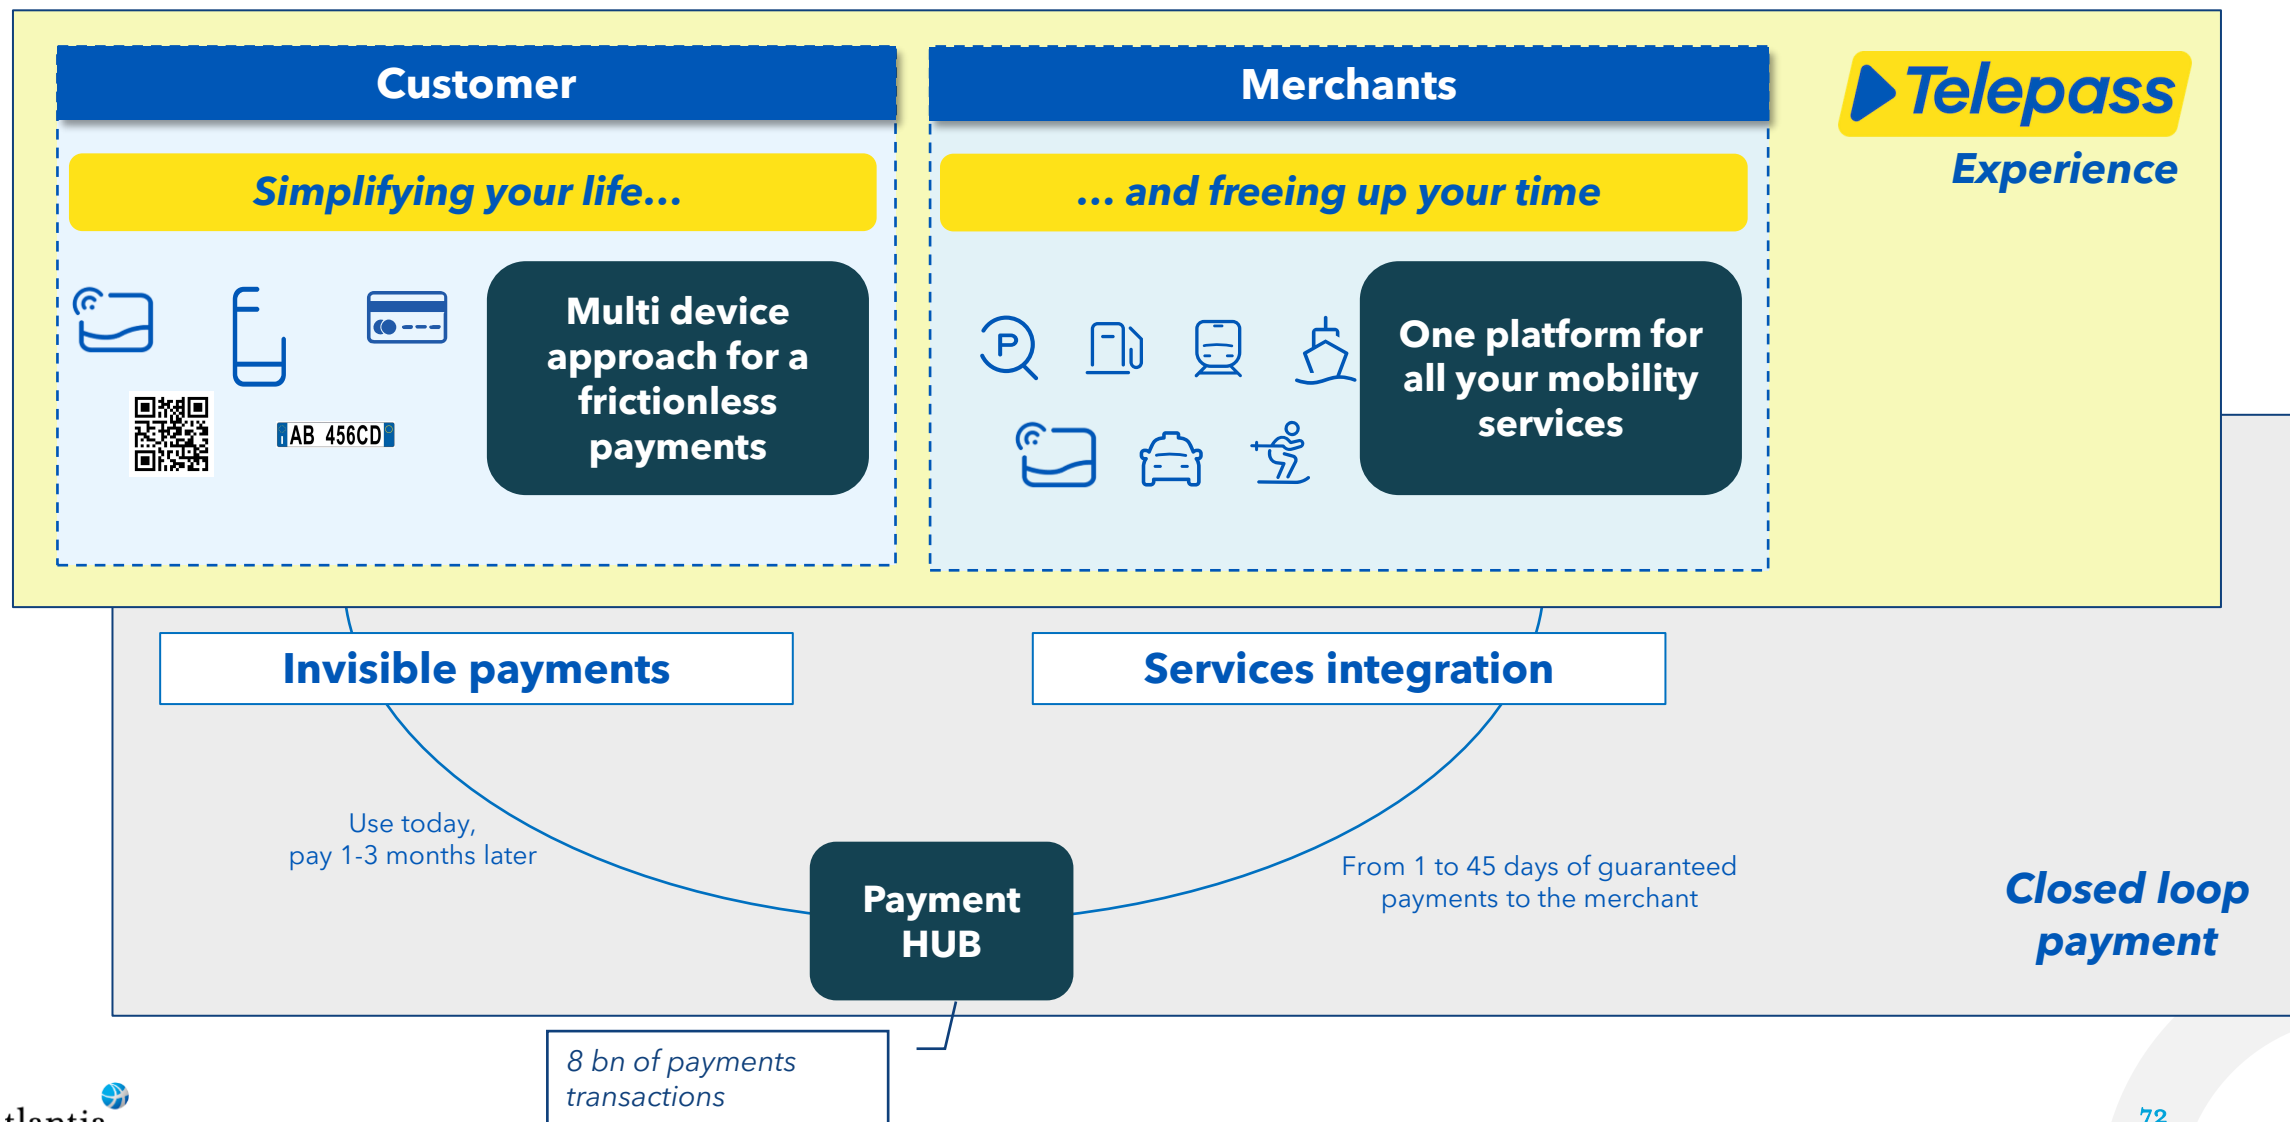 Customer
Merchants
Telepass
Experience
Simplifying your life...
... and freeing up your time
Multi device
approach for a
frictionless
payments
P
One platform for
all your mobility
services
AB 456CD
Invisible payments
Services integration
Use today,
pay 1-3 months later
From 1 to 45 days of guaranteed
payments to the merchant
Payment
HUB
Closed loop
payment
8 bn of payments
transactions
72